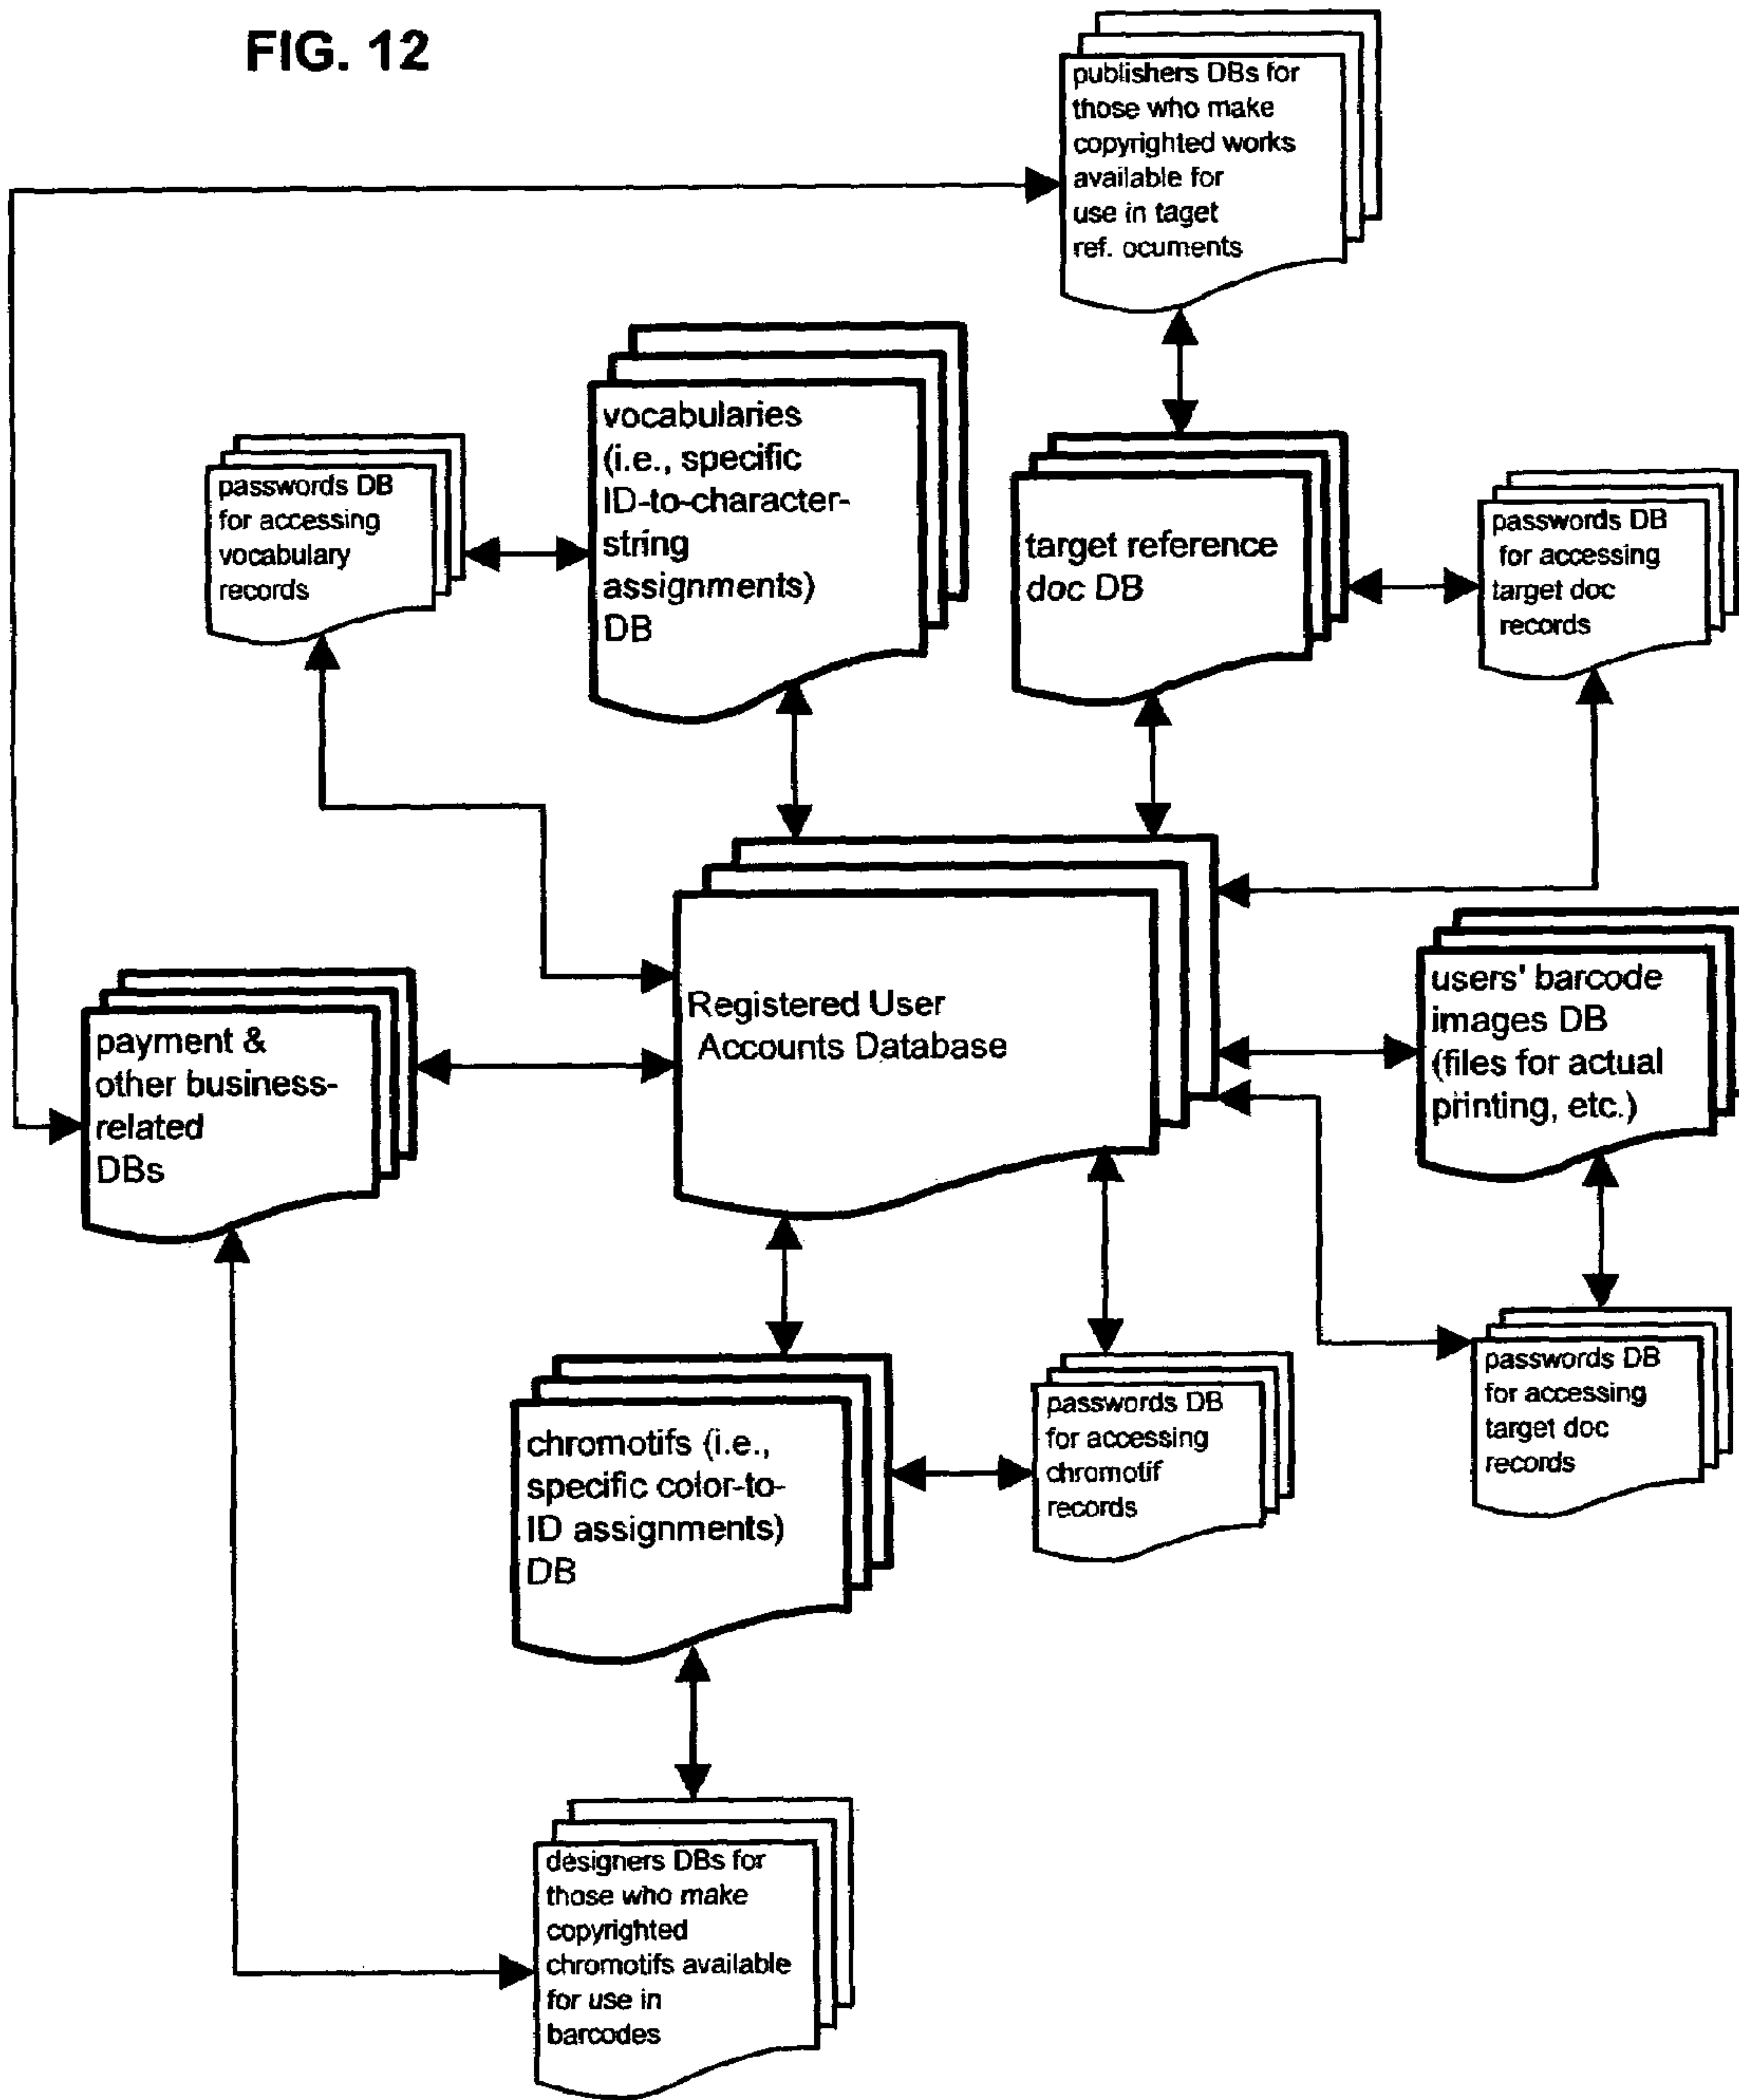 FIG. 12
publishers DBs for
those who make
copyrighted works
available for
use in taget
ref. ocuments
vocabularies
(i.e., specific
ID-to-character-
string
assignments)
DB
passwords DB
for accessing
vocabulary
records
target reference
doc DB
passwords DB
for accessing
target doc
records
Registered User
Accounts Database
payment &
other business-
related
DBs
users' barcode
images DB
(files for actual
printing, etc.)
chromotifs (i.e.,
specific color-to-
ID assignments)
DB
passwords DB
for accessing
chromotif
records
passwords DB
for accessing
target doc
records
designers DBs for
those who make
copyrighted
chromotifs available
for use in
barcodes